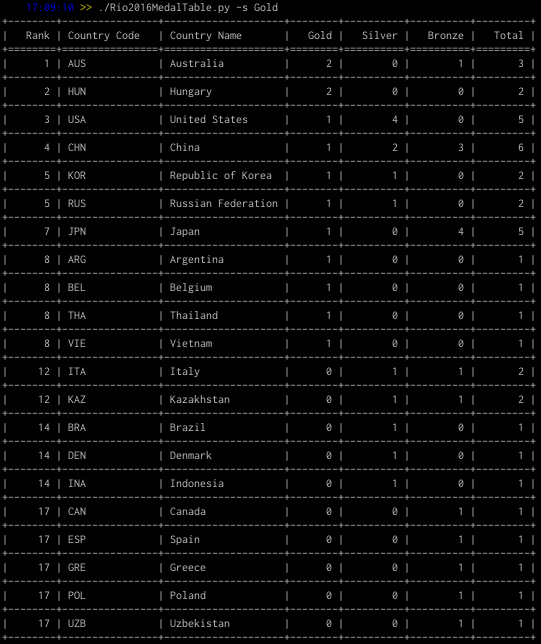 17:09:10 >> ./Rio2016MedalTable.py -s Gold
| Rank | Country Code | Country Name | Gold | Silver | Bronze | Total |
| 1 | AUS | Australia | 2 | 0 | 1 | 3 |
| 2 | HUN | Hungary | 2 | 0 | 0 | 2 |
| 3 | USA | United States | 1 | 4 | 0 | 5 |
| 4 | CHN | China | 1 | 2 | 3 | 6 |
| 5 | KOR | Republic of Korea | 1 | 1 | 0 | 2 |
| 5 | RUS | Russian Federation | 1 | 1 | 0 | 2 |
| 7 | JPN | Japan | 1 | 0 | 4 | 5 |
| 8 | ARG | Argentina | 1 | 0 | 0 | 1 |
| 8 | BEL | Belgium | 1 | 0 | 0 | 1 |
| 8 | THA | Thailand | 1 | 0 | 0 | 1 |
| 8 | VIE | Vietnam | 1 | 0 | 0 | 1 |
| 12 | ITA | Italy | 0 | 1 | 1 | 2 |
| 12 | KAZ | Kazakhstan | 0 | 1 | 1 | 2 |
| 14 | BRA | Brazil | 0 | 1 | 0 | 1 |
| 14 | DEN | Denmark | 0 | 1 | 0 | 1 |
| 14 | INA | Indonesia | 0 | 1 | 0 | 1 |
| 17 | CAN | Canada | 0 | 0 | 1 | 1 |
| 17 | ESP | Spain | 0 | 0 | 1 | 1 |
| 17 | GRE | Greece | 0 | 0 | 1 | 1 |
| 17 | POL | Poland | 0 | 0 | 1 | 1 |
| 17 | UZB | Uzbekistan | 0 | 0 | 1 | 1 |